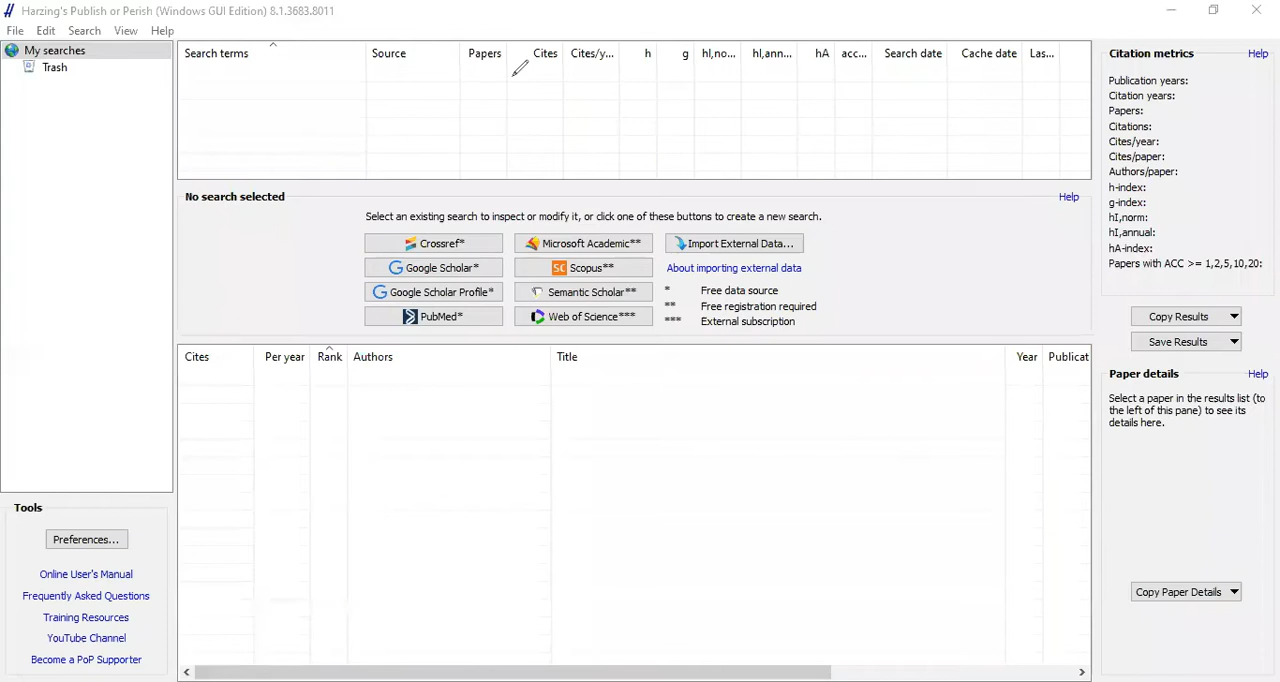 Harzing's Publish or Perish (Windows GUI Edition) 8.1.3683.8011
File Edit Search View Help
My searches
Trash
Search terms Source Papers Cites Cites/y... h g hI,no... hI,ann... hA acc... Search date Cache date Las...
No search selected Help
Select an existing search to inspect or modify it, or click one of these buttons to create a new search.
Crossref* Microsoft Academic** Import External Data...
Google Scholar* Scopus** About importing external data
Google Scholar Profile* Semantic Scholar** * Free data source
PubMed* Web of Science*** ** Free registration required
*** External subscription
Cites Per year Rank Authors Title Year Publicat
Citation metrics Help
Publication years:
Citation years:
Papers:
Citations:
Cites/year:
Cites/paper:
Authors/paper:
h-index:
g-index:
hI,norm:
hI,annual:
hA-index:
Papers with ACC >= 1,2,5,10,20:
Copy Results
Save Results
Paper details Help
Select a paper in the results list (to
the left of this pane) to see its
details here.
Copy Paper Details
Tools
Preferences...
Online User's Manual
Frequently Asked Questions
Training Resources
YouTube Channel
Become a PoP Supporter